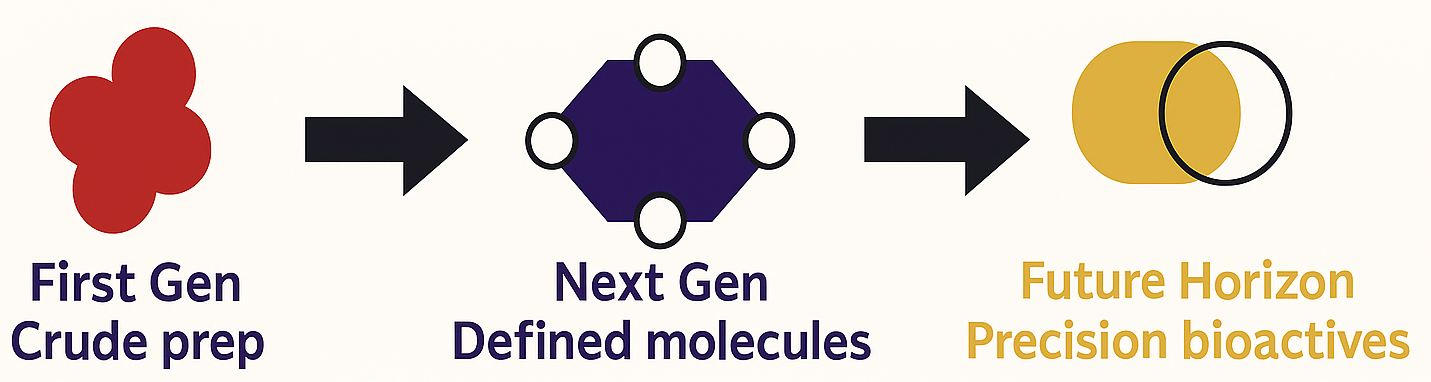 First Gen
Crude prep
Next Gen
Defined molecules
Future Horizon
Precision bioactives